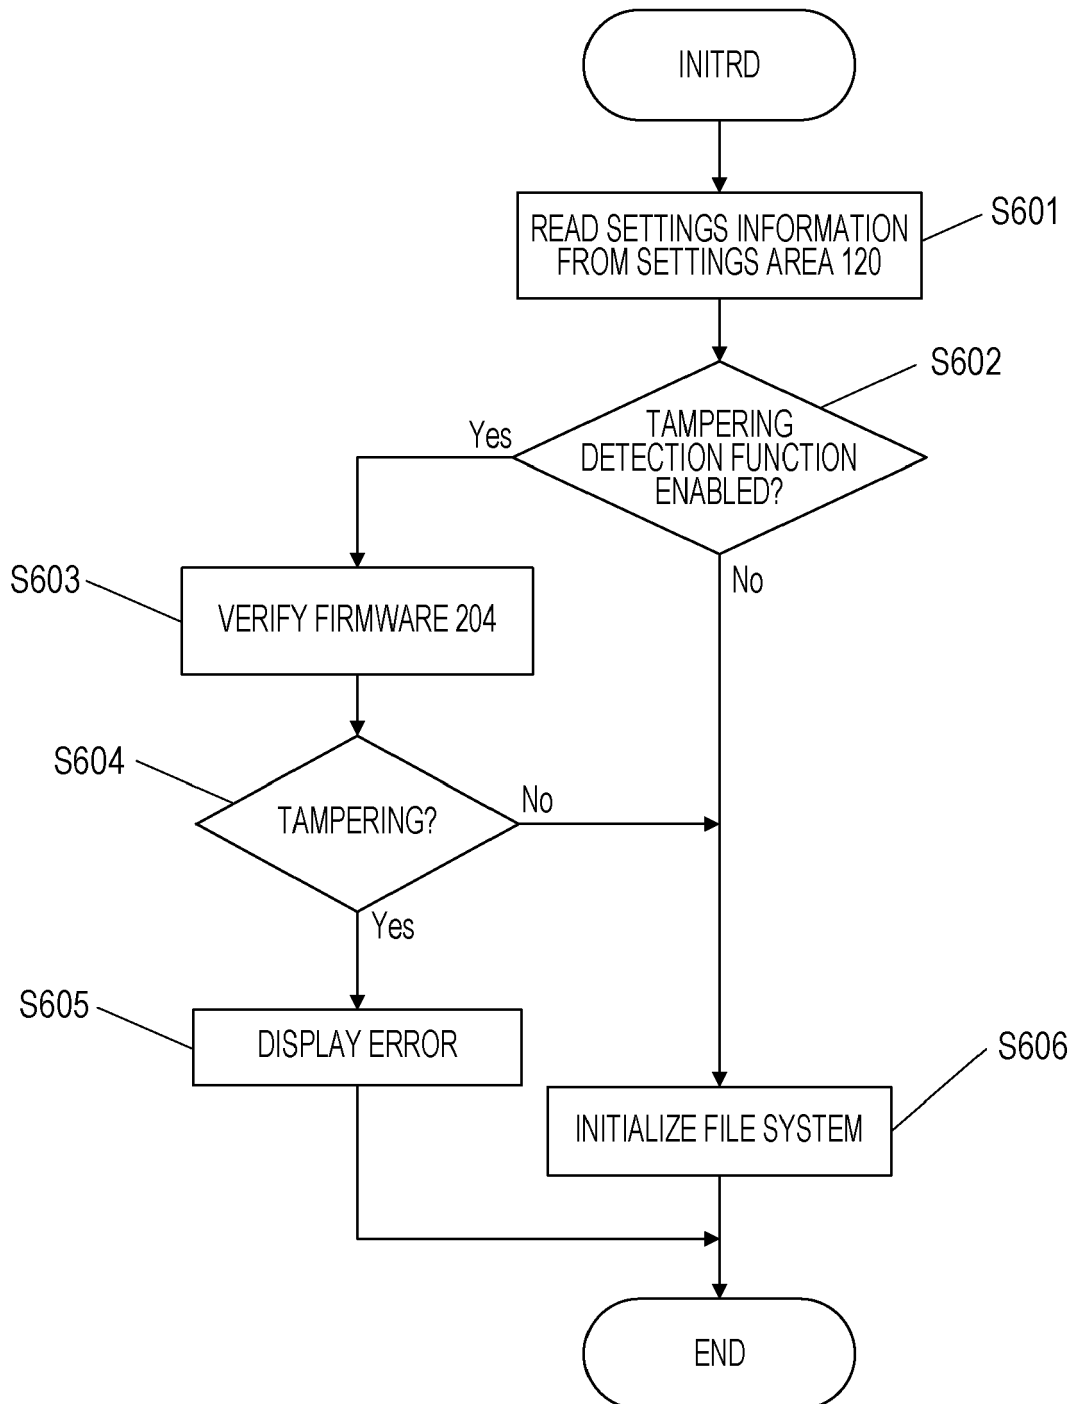 INITRD
READ SETTINGS INFORMATION
FROM SETTINGS AREA 120
S601
S602
TAMPERING
DETECTION FUNCTION
ENABLED?
Yes
No
S603
VERIFY FIRMWARE 204
S604
TAMPERING?
No
Yes
S605
DISPLAY ERROR
S606
INITIALIZE FILE SYSTEM
END